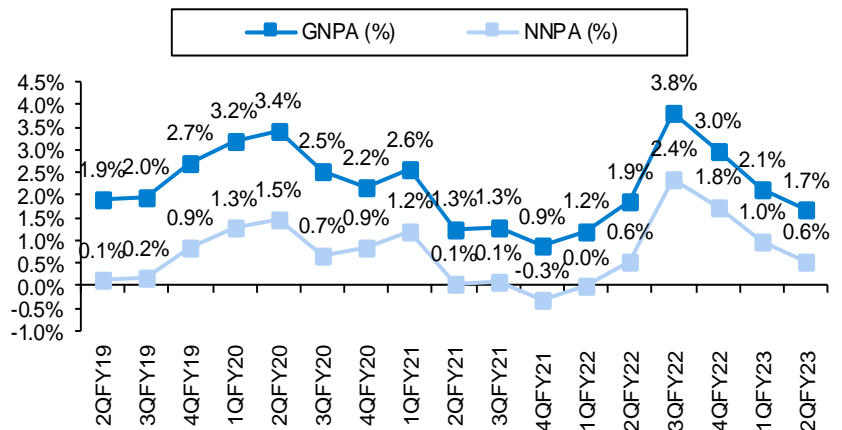 GNPA (%) NNPA (%)
4.5%
4.0%
3.5%
3.0%
2.5%
2.0%
1.5%
1.0%
0.5%
0.0%
-0.5%
-1.0%
1.9% 2.0% 2.7% 3.2% 3.4% 2.5% 2.2% 2.6% 1.3% 1.3% 0.9% 1.2% 1.9% 3.8% 3.0% 2.1% 1.7%
0.1% 0.2% 0.9% 1.3% 1.5% 0.7% 0.9% 1.2% 0.1% 0.1% -0.3% 0.0% 0.6% 2.4% 1.8% 1.0% 0.6%
2QFY19
3QFY19
4QFY19
1QFY20
2QFY20
3QFY20
4QFY20
1QFY21
2QFY21
3QFY21
4QFY21
1QFY22
2QFY22
3QFY22
4QFY22
1QFY23
2QFY23